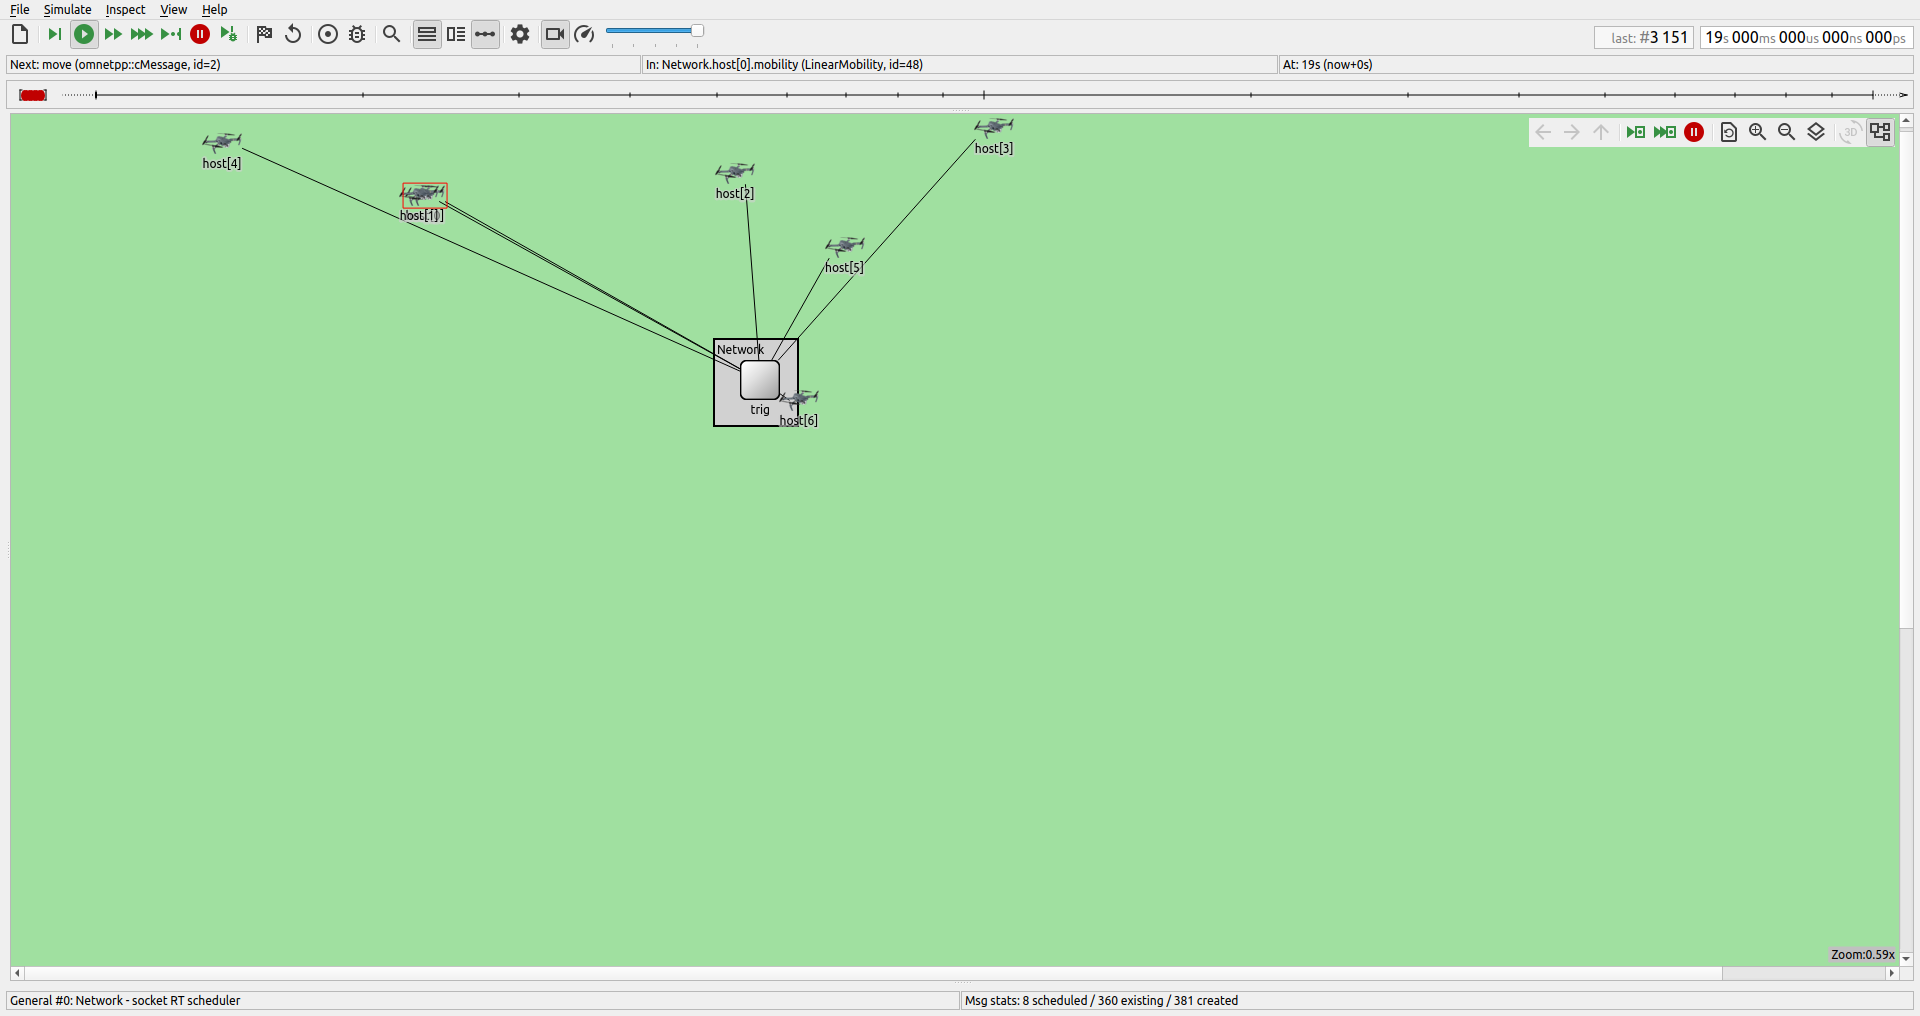 File Simulate Inspect View Help
last: #3 151 19s 000ms 000us 000ns 000ps
Next: move (omnetpp::cMessage, id=2) In: Network.host[0].mobility (LinearMobility, id=48) At: 19s (now+0s)
3D
host[3]
host[4]
host[2]
host[1]
host[5]
Network
trig
host[6]
Zoom:0.59x
General #0: Network - socket RT scheduler Msg stats: 8 scheduled / 360 existing / 381 created